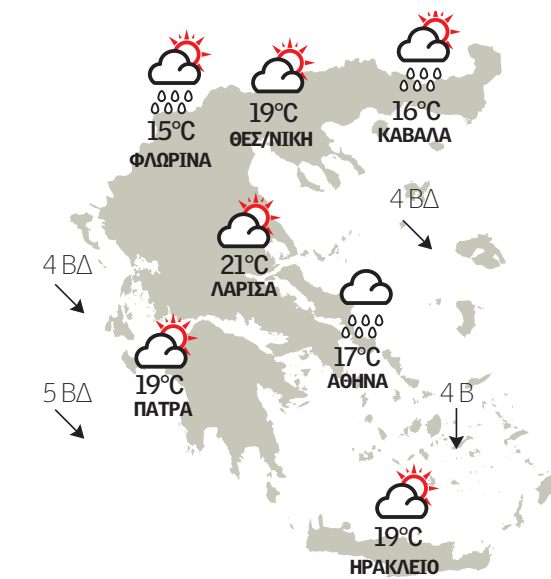 15°C
ΦΛΩΡΙΝΑ
19°C
ΘΕΣ/ΝΙΚΗ
16°C
ΚΑΒΑΛΑ
4 ΒΔ
21°C
ΛΑΡΙΣΑ
4 ΒΔ
17°C
ΑΘΗΝΑ
19°C
ΠΑΤΡΑ
5 ΒΔ
4 Β
19°C
ΗΡΑΚΛΕΙΟ